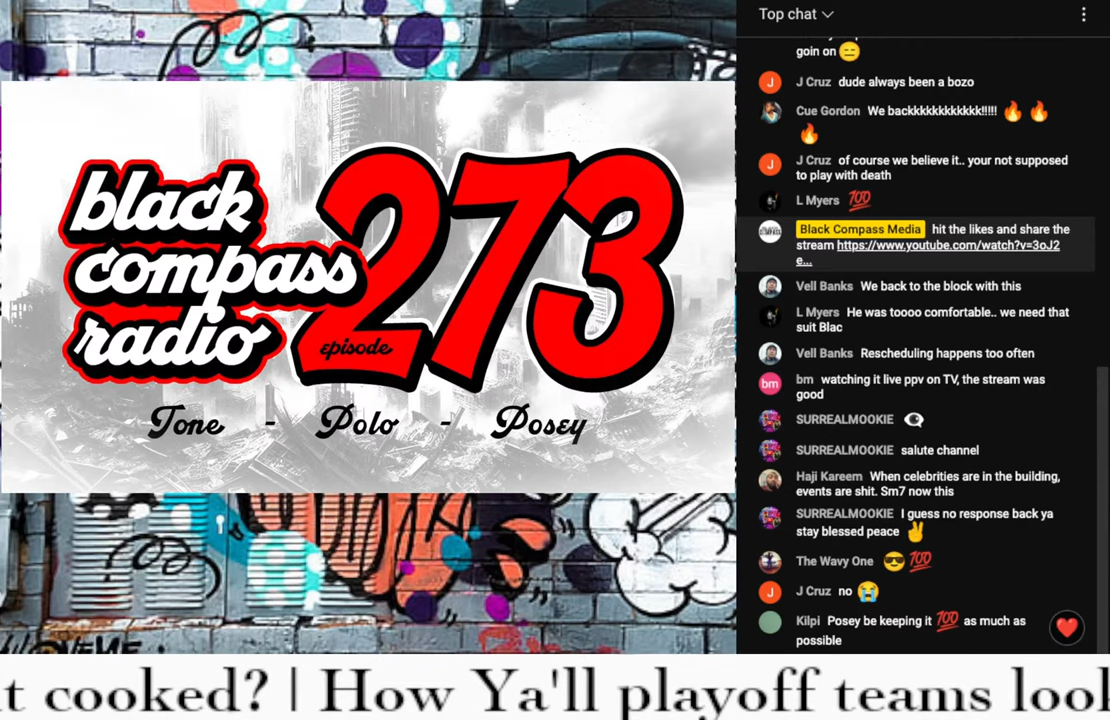 black
compass
radio
273
episode
Tone - Polo - Posey
Top chat
goin on 😑
J J Cruz dude always been a bozo
Cue Gordon We backkkkkkkkkkkk!!!!! 🔥 🔥
🔥
J J Cruz of course we believe it.. your not supposed
to play with death
L Myers 💯
Black Compass Media hit the likes and share the
stream https://www.youtube.com/watch?v=3oJ2
e...
Vell Banks We back to the block with this
L Myers He was toooo comfortable.. we need that
suit Blac
Vell Banks Rescheduling happens too often
bm bm watching it live ppv on TV, the stream was
good
SURREALMOOKIE 👁️‍🗨️
SURREALMOOKIE salute channel
Haji Kareem When celebrities are in the building,
events are shit. Sm7 now this
SURREALMOOKIE I guess no response back ya
stay blessed peace ✌️
The Wavy One 😎💯
J J Cruz no 😭
Kilpi Posey be keeping it 💯 as much as
possible
t cooked? | How Ya'll playoff teams look